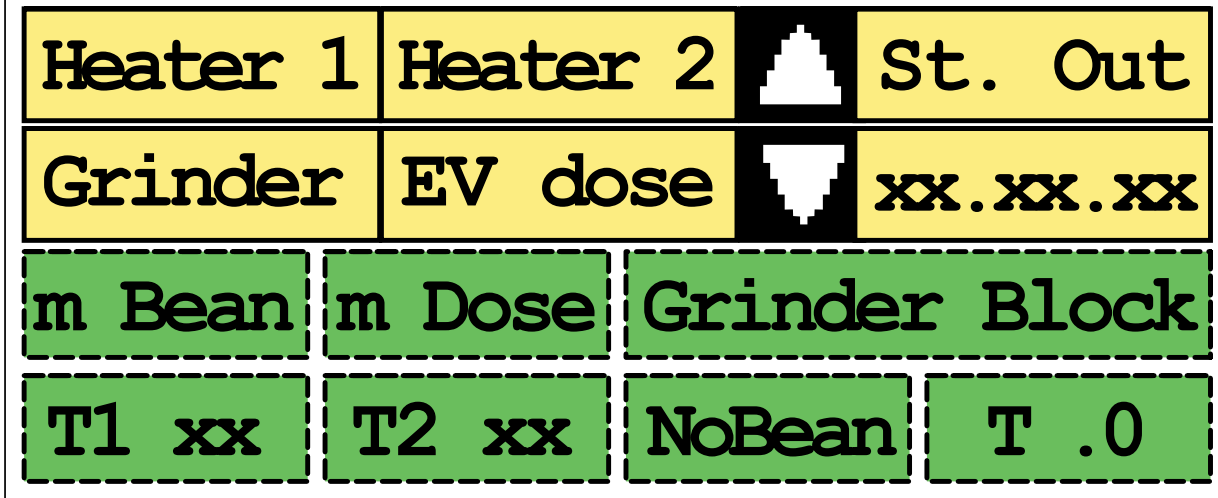 Heater 1 Heater 2 St. Out
Grinder EV dose xx.xx.xx
m Bean m Dose Grinder Block
T1 xx T2 xx NoBean T .0